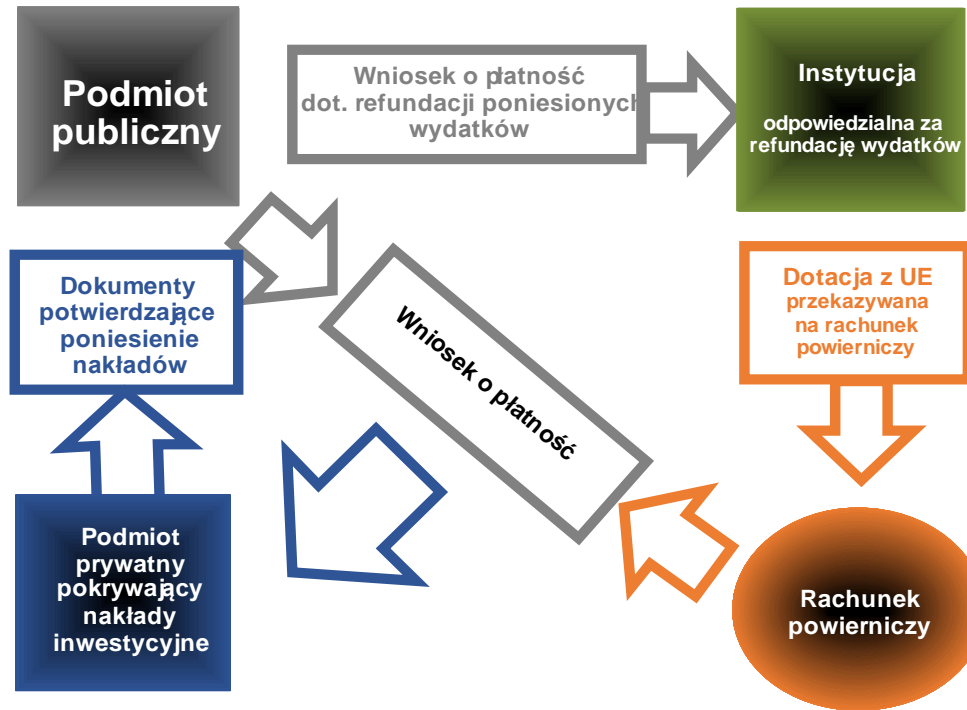 Podmiot
publiczny
Wniosek o płatność
dot. refundacji poniesionych
wydatków
Instytucja
odpowiedzialna za
refundację wydatków
Dokumenty
potwierdzające
poniesienie
nakładów
Wniosek o płatność
Dotacja z UE
przekazywana
na rachunek
powierniczy
Podmiot
prywatny
pokrywający
nakłady
inwestycyjne
Rachunek
powierniczy